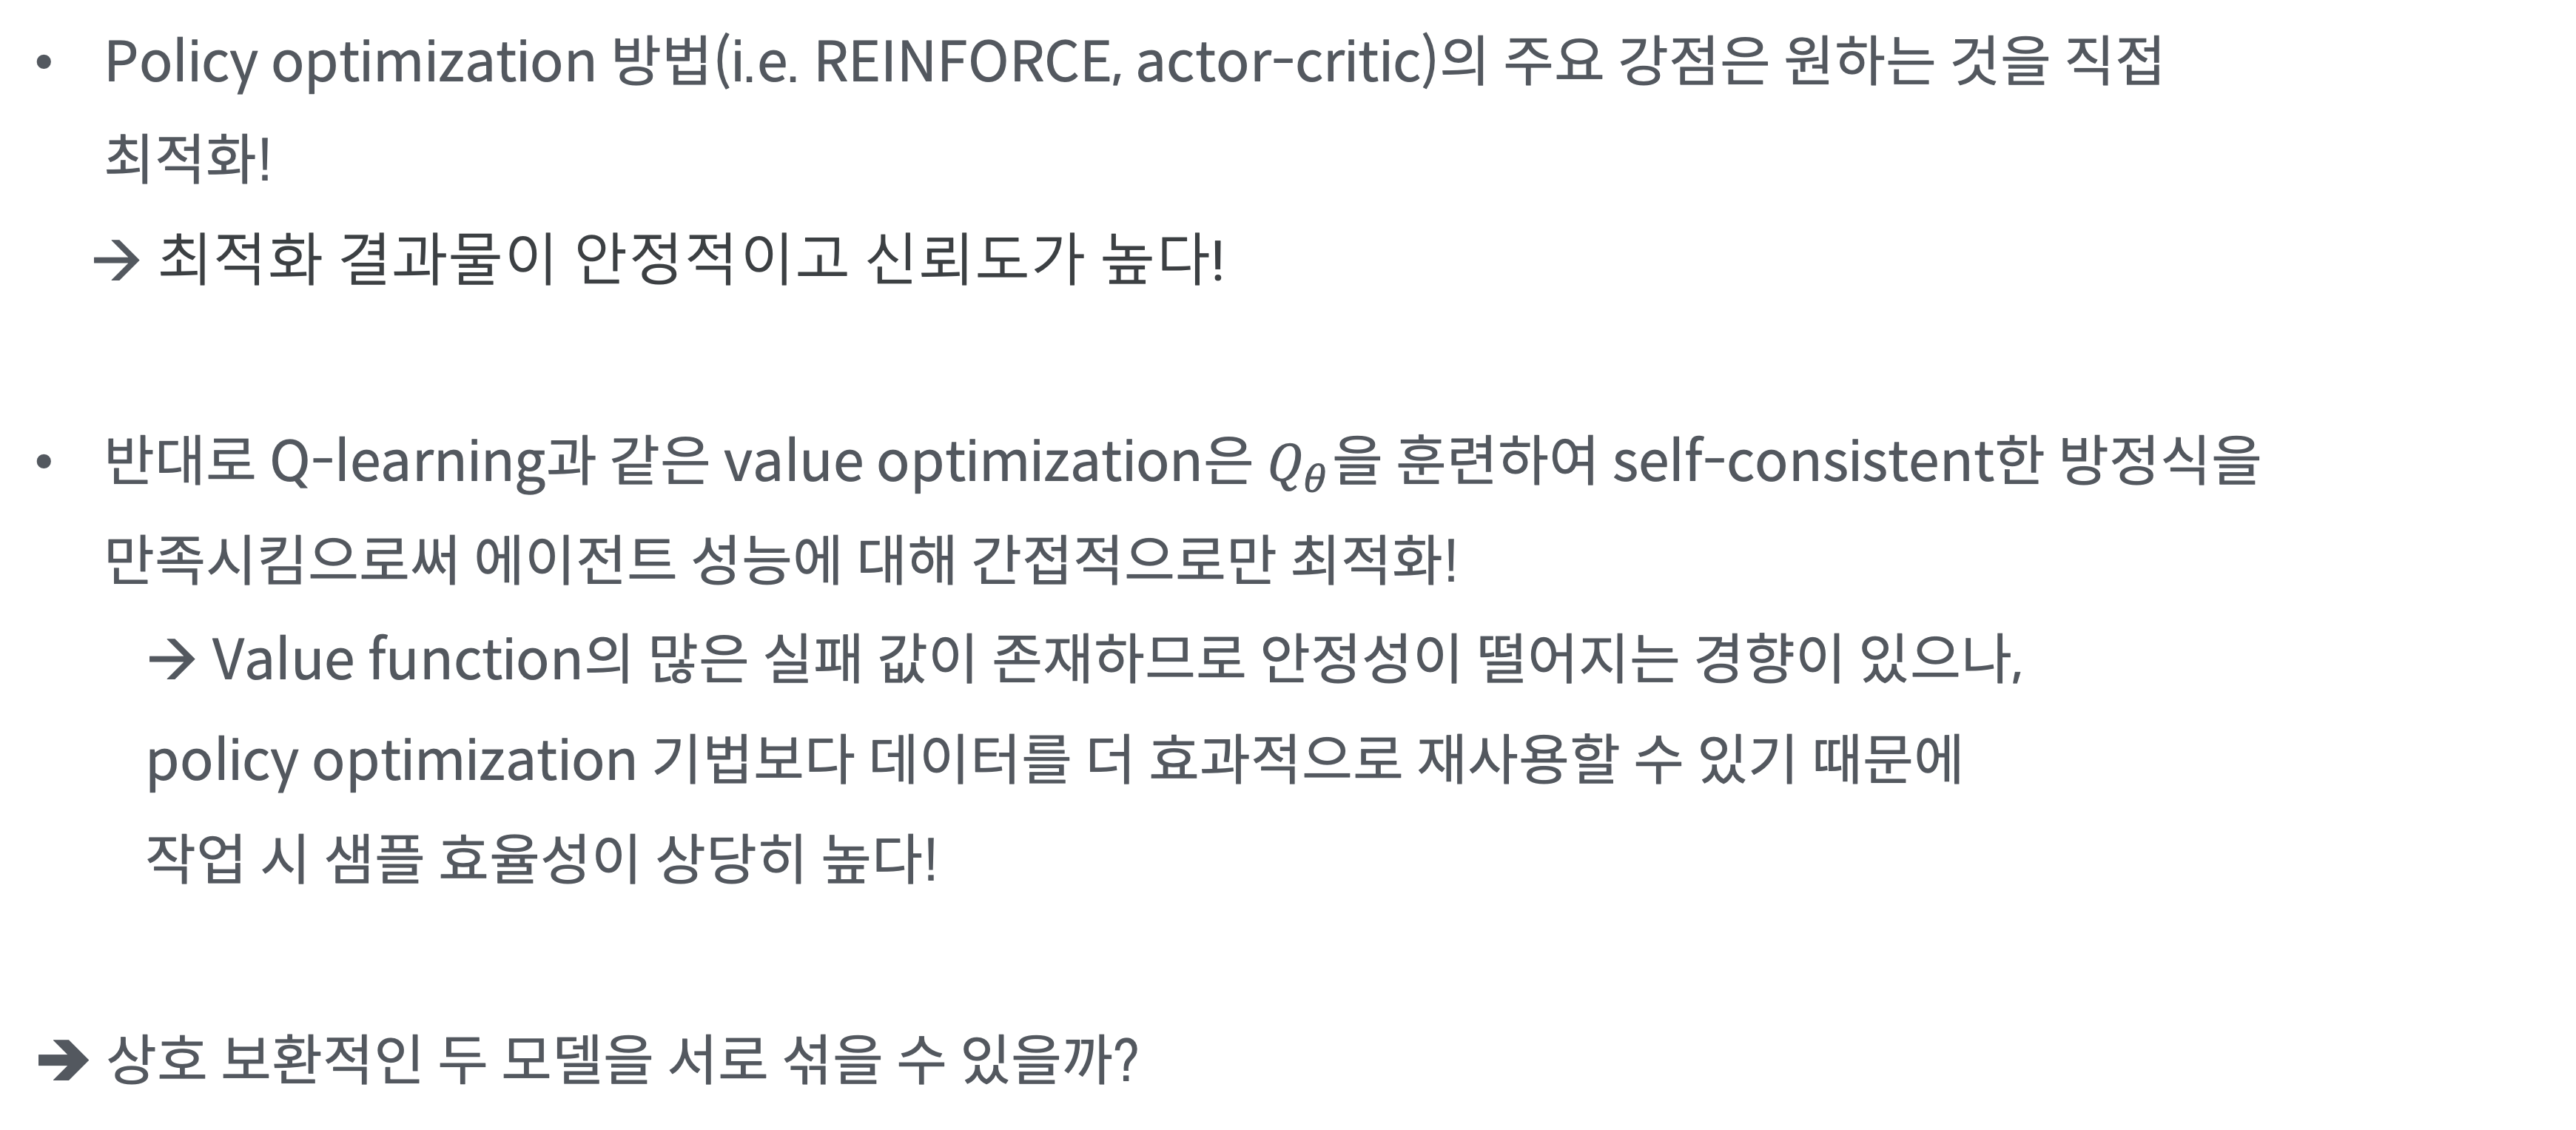 • Policy optimization 방법(i.e. REINFORCE, actor-critic)의 주요 강점은 원하는 것을 직접
최적화!
→ 최적화 결과물이 안정적이고 신뢰도가 높다!
• 반대로 Q-learning과 같은 value optimization은 Q_θ을 훈련하여 self-consistent한 방정식을
만족시킴으로써 에이전트 성능에 대해 간접적으로만 최적화!
→ Value function의 많은 실패 값이 존재하므로 안정성이 떨어지는 경향이 있으나,
policy optimization 기법보다 데이터를 더 효과적으로 재사용할 수 있기 때문에
작업 시 샘플 효율성이 상당히 높다!
➔ 상호 보환적인 두 모델을 서로 섞을 수 있을까?